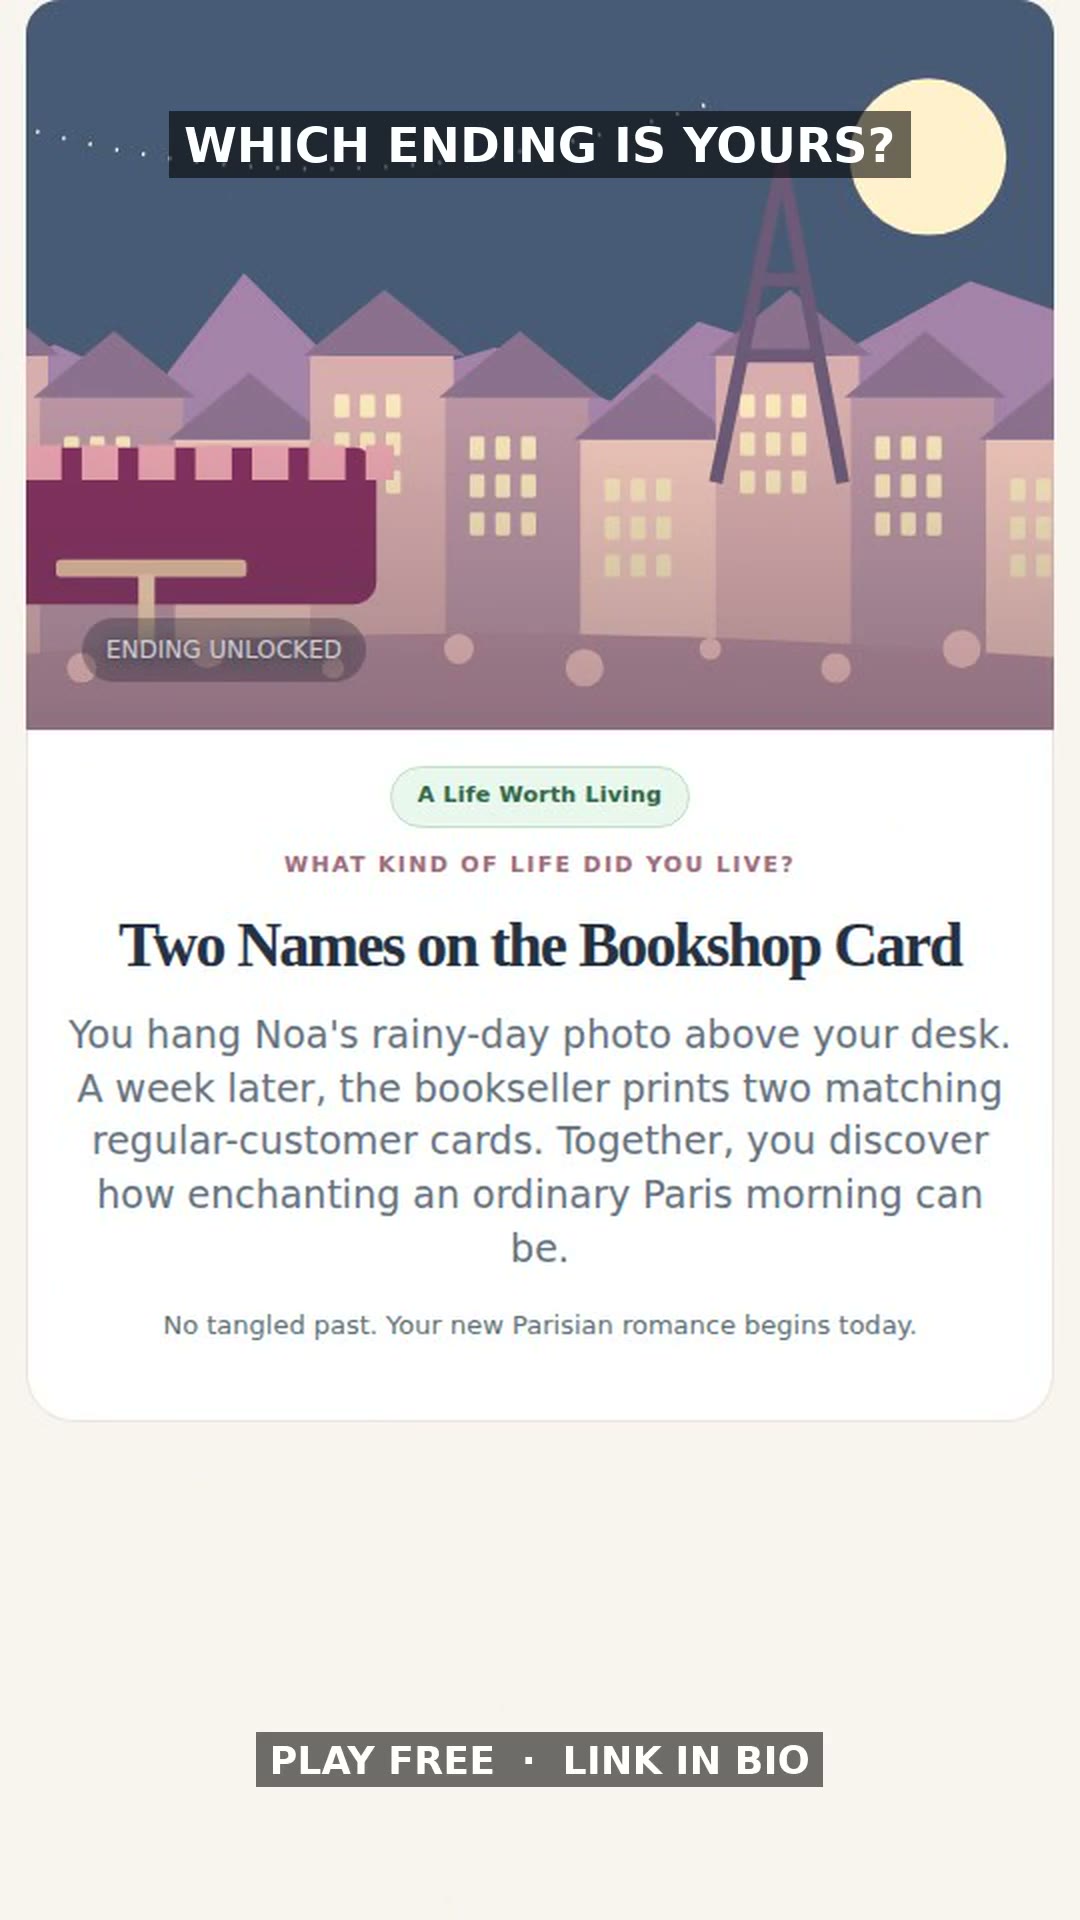 WHICH ENDING IS YOURS?
ENDING UNLOCKED
A Life Worth Living
WHAT KIND OF LIFE DID YOU LIVE?
Two Names on the Bookshop Card
You hang Noa's rainy-day photo above your desk.
A week later, the bookseller prints two matching
regular-customer cards. Together, you discover
how enchanting an ordinary Paris morning can
be.
No tangled past. Your new Parisian romance begins today.
PLAY FREE · LINK IN BIO